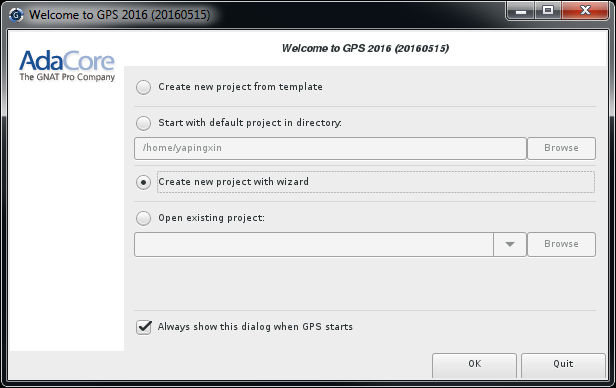 Welcome to GPS 2016 (20160515)
AdaCore
The GNAT Pro Company
Welcome to GPS 2016 (20160515)
Create new project from template
Start with default project in directory:
/home/yapingxin
Browse
Create new project with wizard
Open existing project:
Browse
Always show this dialog when GPS starts
OK
Quit